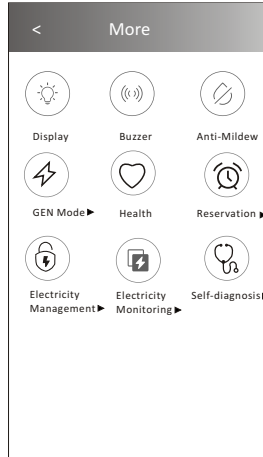 < More
Display Buzzer Anti-Mildew
GEN Mode▶ Health Reservation▶
Electricity Electricity Self-diagnosis
Management▶ Monitoring▶